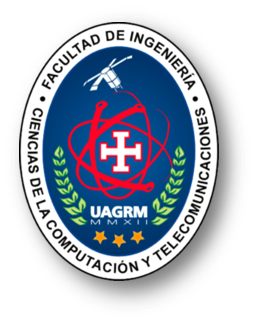 FACULTAD DE INGENIERÍA
CIENCIAS DE LA COMPUTACIÓN Y TELECOMUNICACIONES
UAGRM
MMXII